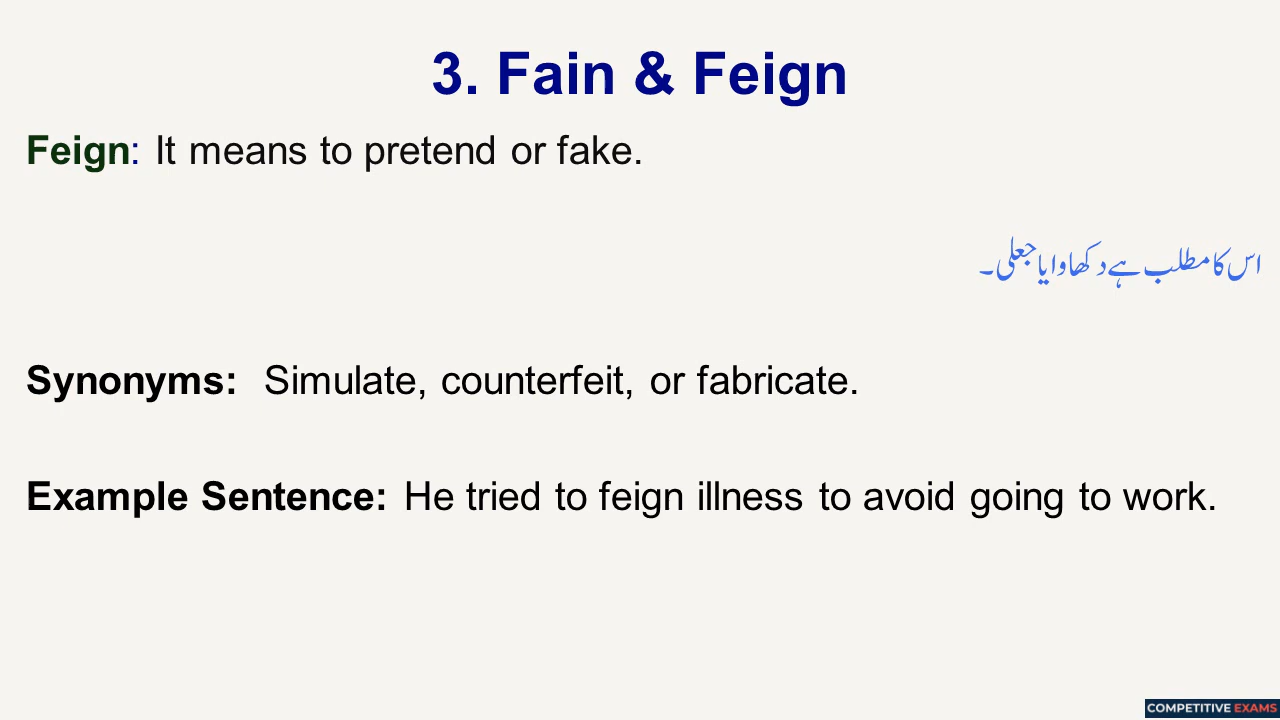 3. Fain & Feign
Feign: It means to pretend or fake.
اس کا مطلب ہے دکھاوا یا جعلی۔
Synonyms: Simulate, counterfeit, or fabricate.
Example Sentence: He tried to feign illness to avoid going to work.
COMPETITIVE EXAMS